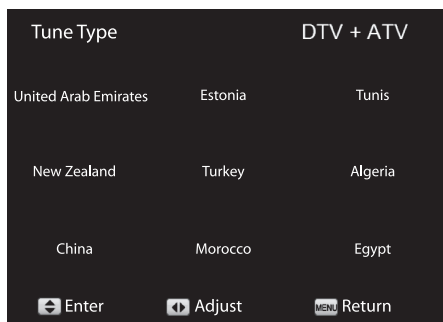 Tune Type DTV + ATV
United Arab Emirates Estonia Tunis
New Zealand Turkey Algeria
China Morocco Egypt
Enter Adjust MENU Return